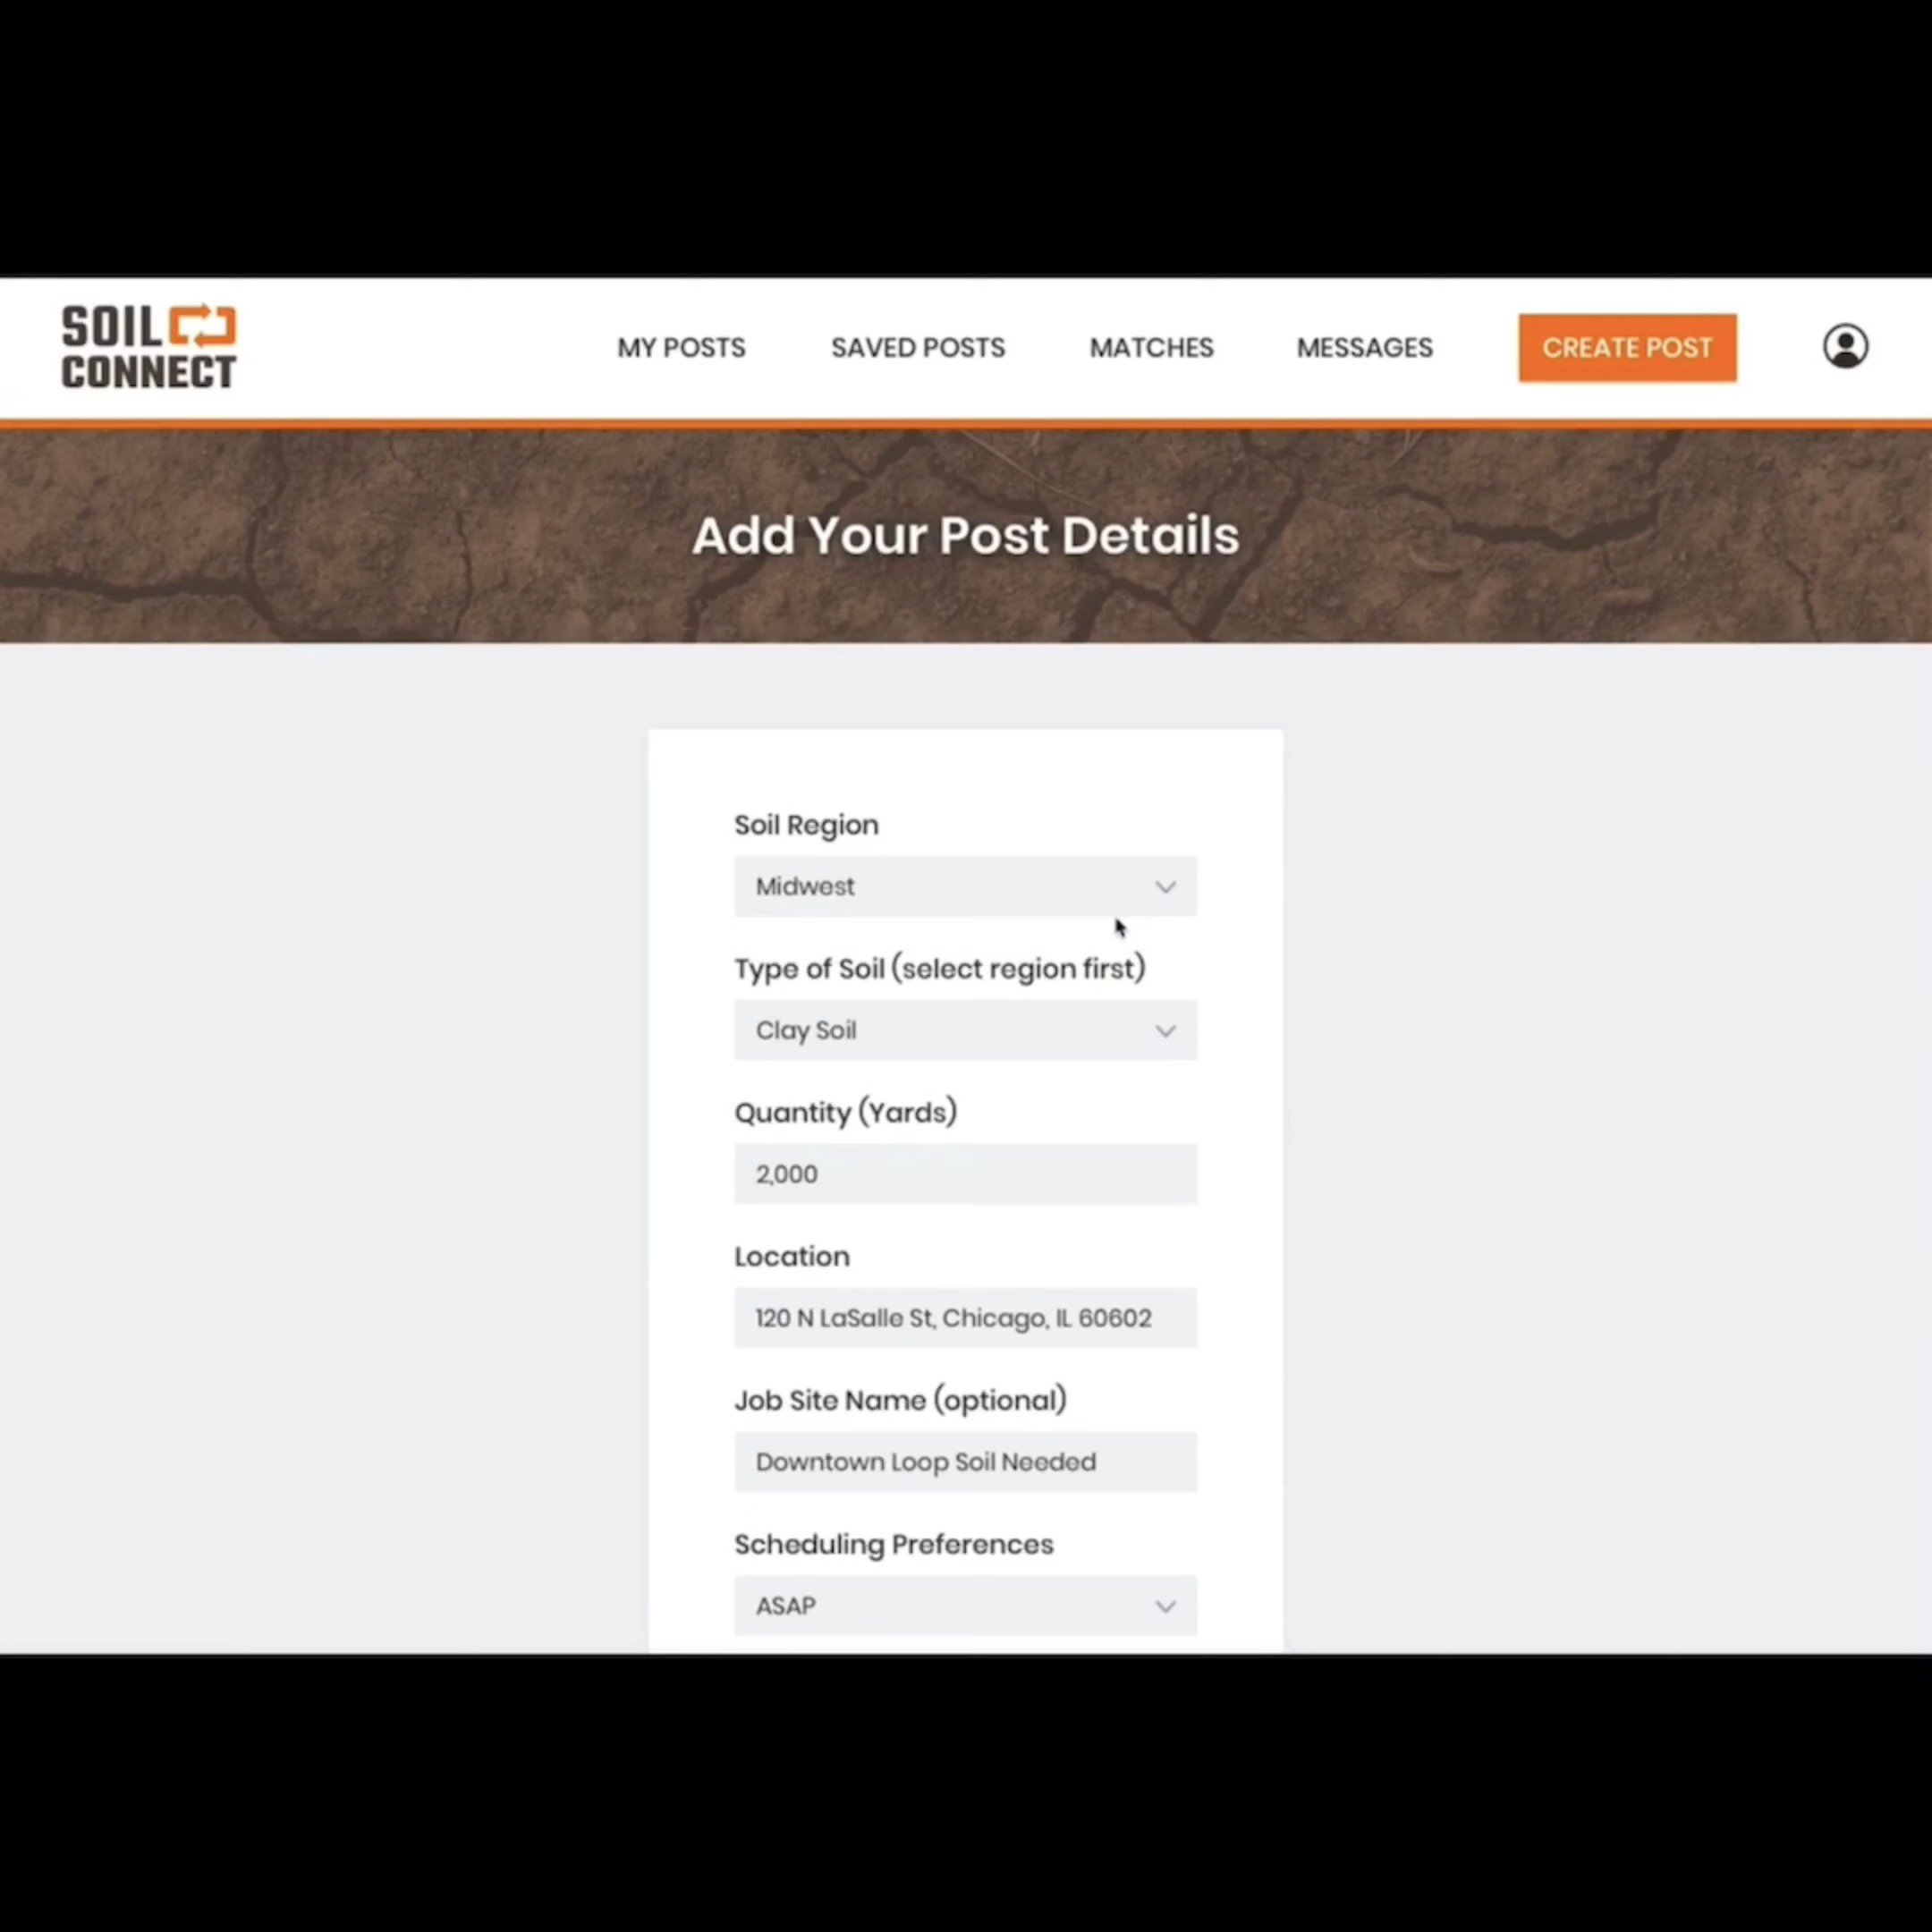 SOIL
CONNECT
MY POSTS
SAVED POSTS
MATCHES
MESSAGES
CREATE POST
Add Your Post Details
Soil Region
Midwest
Type of Soil (select region first)
Clay Soil
Quantity (Yards)
2,000
Location
120 N LaSalle St, Chicago, IL 60602
Job Site Name (optional)
Downtown Loop Soil Needed
Scheduling Preferences
ASAP